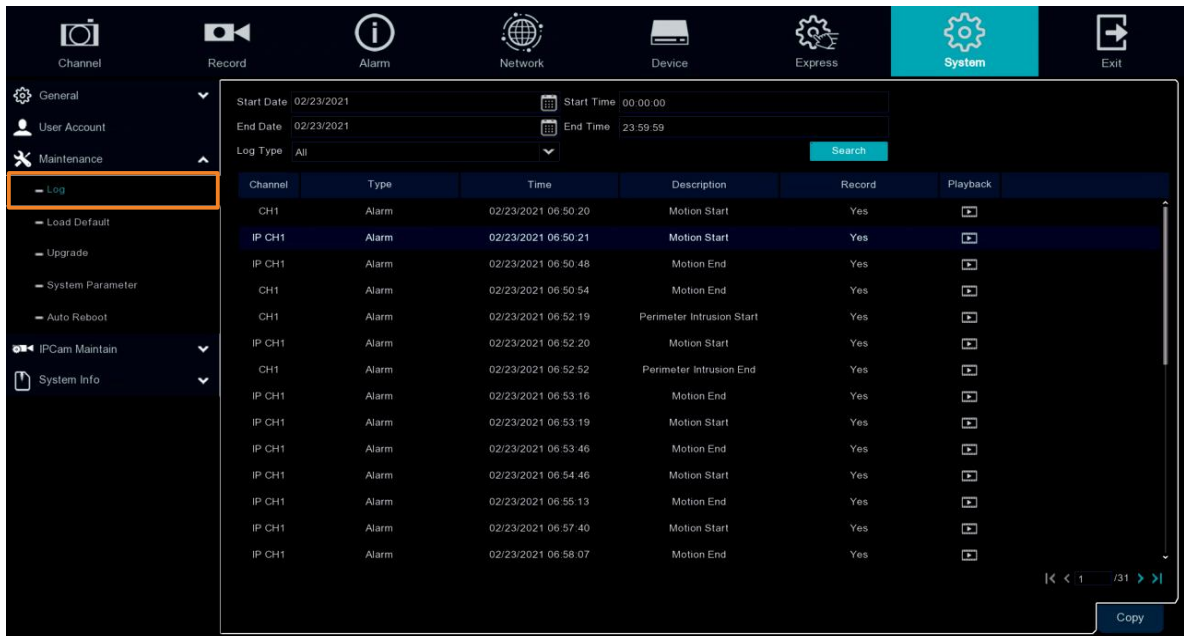 Channel Record Alarm Network Device Express System Exit
General
User Account
Maintenance
Log
Load Default
Upgrade
System Parameter
Auto Reboot
IPCam Maintain
System Info
Start Date 02/23/2021 Start Time 00:00:00
End Date 02/23/2021 End Time 23:59:59
Log Type All Search
Channel Type Time Description Record Playback
CH1 Alarm 02/23/2021 06:50:20 Motion Start Yes
IP CH1 Alarm 02/23/2021 06:50:21 Motion Start Yes
IP CH1 Alarm 02/23/2021 06:50:48 Motion End Yes
CH1 Alarm 02/23/2021 06:50:54 Motion End Yes
CH1 Alarm 02/23/2021 06:52:19 Perimeter Intrusion Start Yes
IP CH1 Alarm 02/23/2021 06:52:20 Motion Start Yes
CH1 Alarm 02/23/2021 06:52:52 Perimeter Intrusion End Yes
IP CH1 Alarm 02/23/2021 06:53:16 Motion End Yes
IP CH1 Alarm 02/23/2021 06:53:19 Motion Start Yes
IP CH1 Alarm 02/23/2021 06:53:46 Motion End Yes
IP CH1 Alarm 02/23/2021 06:54:46 Motion Start Yes
IP CH1 Alarm 02/23/2021 06:55:13 Motion End Yes
IP CH1 Alarm 02/23/2021 06:57:40 Motion Start Yes
IP CH1 Alarm 02/23/2021 06:58:07 Motion End Yes
1 /31
Copy